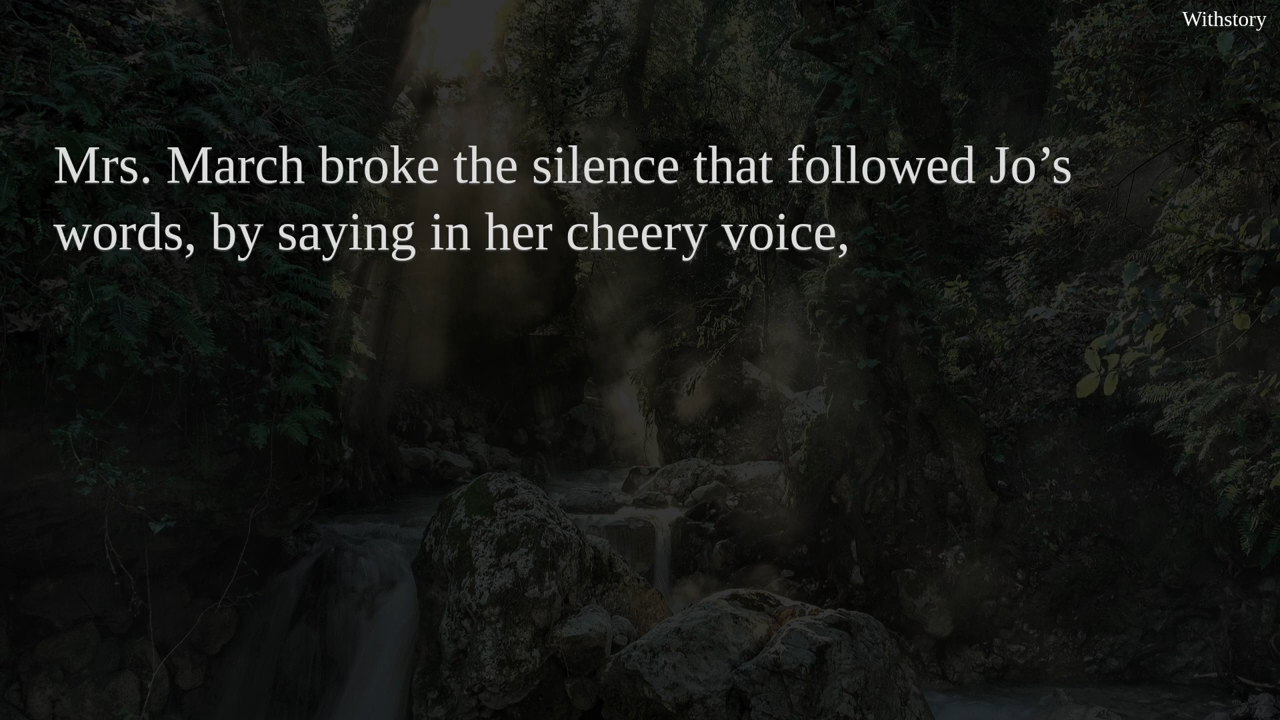 Withstory
Mrs. March broke the silence that followed Jo’s
words, by saying in her cheery voice,